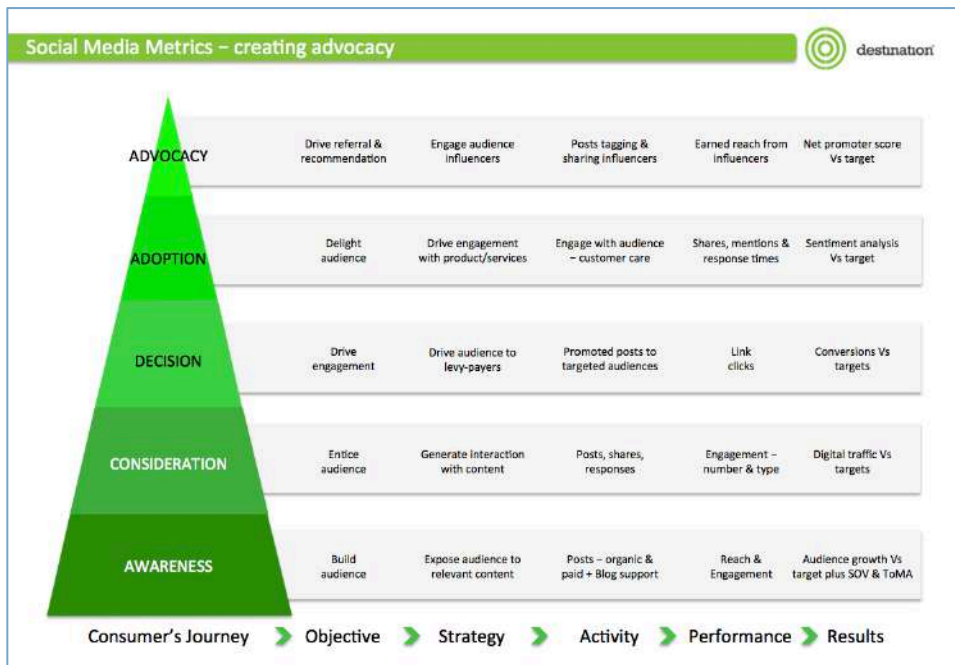 Social Media Metrics – creating advocacy
destination
ADVOCACY
Drive referral &
recommendation
Engage audience
influencers
Posts tagging &
sharing influencers
Earned reach from
influencers
Net promoter score
Vs target
ADOPTION
Delight
audience
Drive engagement
with product/services
Engage with audience
– customer care
Shares, mentions &
response times
Sentiment analysis
Vs target
DECISION
Drive
engagement
Drive audience to
levy-payers
Promoted posts to
targeted audiences
Link
clicks
Conversions Vs
targets
CONSIDERATION
Entice
audience
Generate interaction
with content
Posts, shares,
responses
Engagement –
number & type
Digital traffic Vs
targets
AWARENESS
Build
audience
Expose audience to
relevant content
Posts – organic &
paid + Blog support
Reach &
Engagement
Audience growth Vs
target plus SOV & ToMA
Consumer's Journey
Objective
Strategy
Activity
Performance
Results